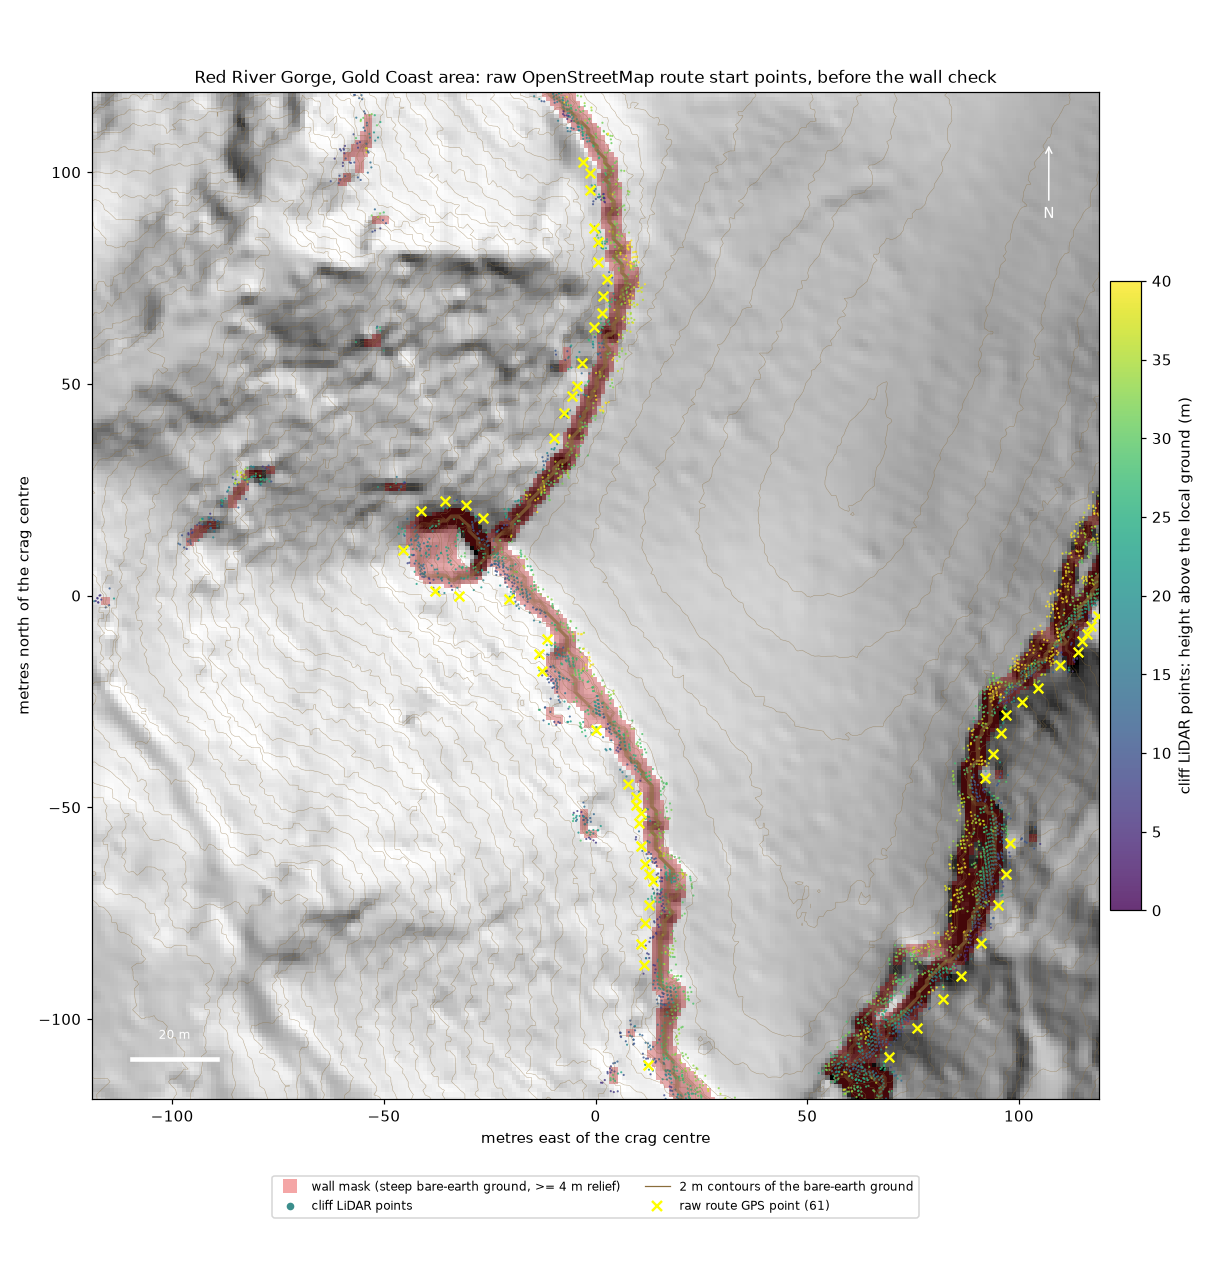 Red River Gorge, Gold Coast area: raw OpenStreetMap route start points, before the wall check
100
50
0
−50
−100
metres north of the crag centre
N
20 m
−100
−50
0
50
100
metres east of the crag centre
40
35
30
25
20
15
10
5
0
cliff LiDAR points: height above the local ground (m)
wall mask (steep bare-earth ground, >= 4 m relief)
cliff LiDAR points
2 m contours of the bare-earth ground
raw route GPS point (61)